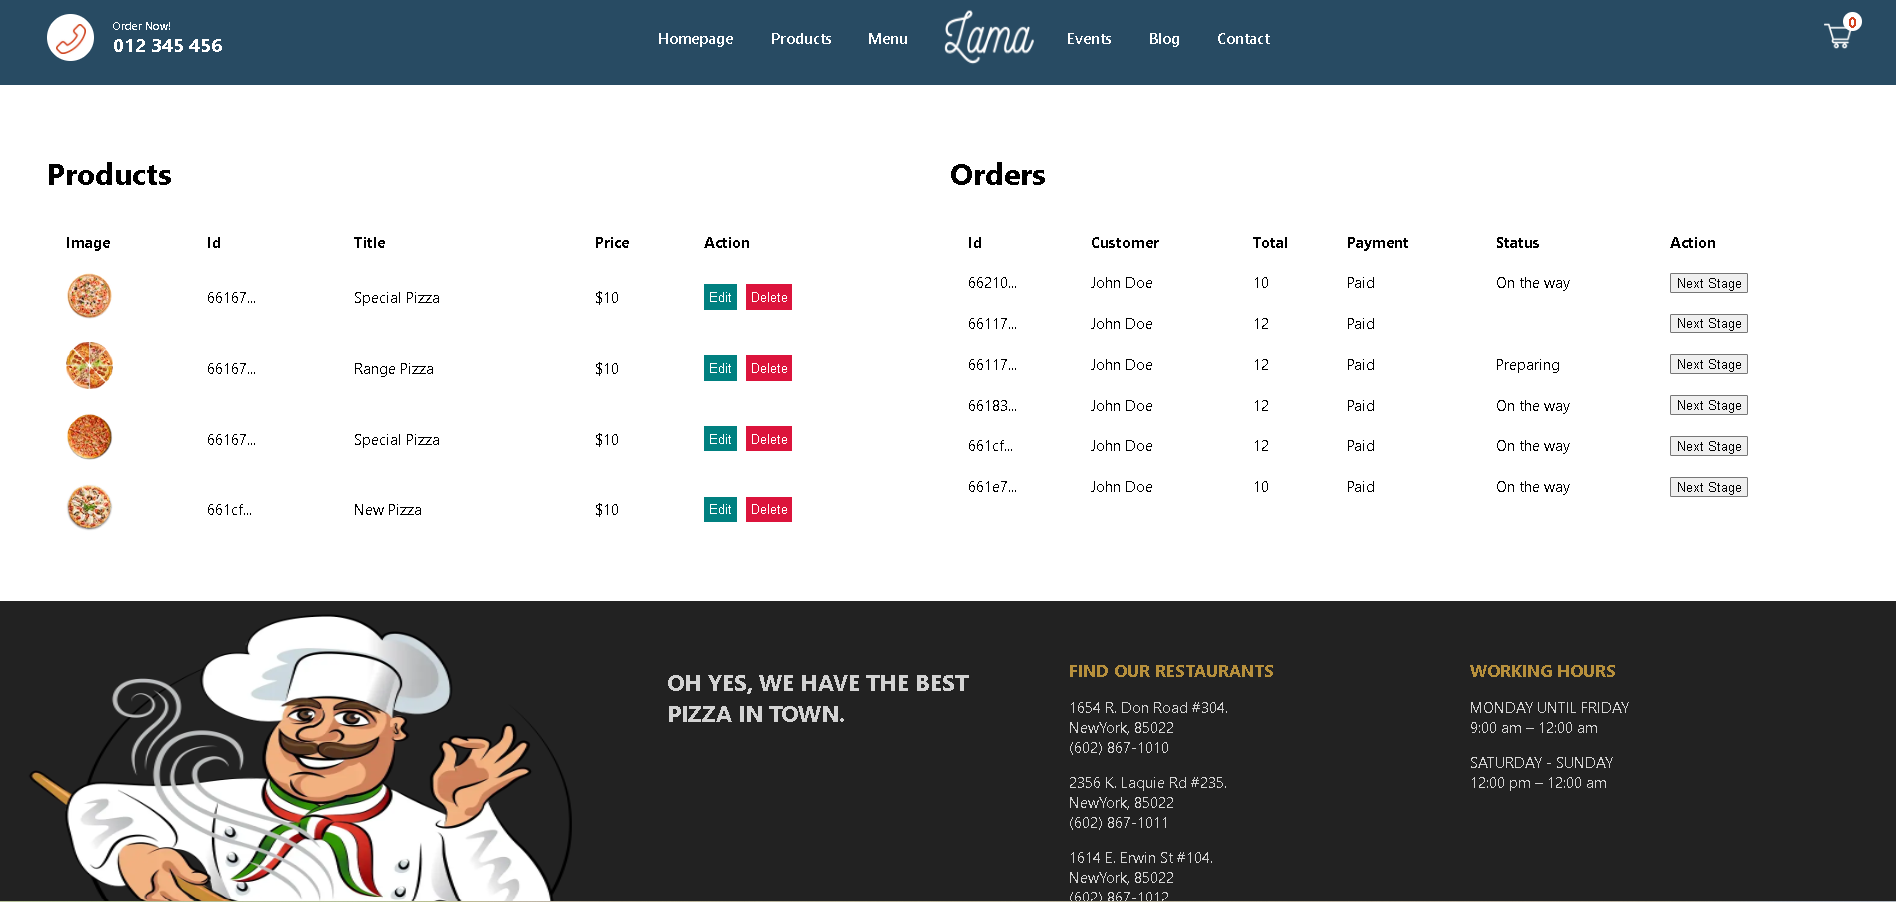 Order Now!
012 345 456
Homepage Products Menu Lama Events Blog Contact
0
Products
Image Id Title Price Action
66167... Special Pizza $10 Edit Delete
66167... Range Pizza $10 Edit Delete
66167... Special Pizza $10 Edit Delete
661cf... New Pizza $10 Edit Delete
Orders
Id Customer Total Payment Status Action
66210... John Doe 10 Paid On the way Next Stage
66117... John Doe 12 Paid Next Stage
66117... John Doe 12 Paid Preparing Next Stage
66183... John Doe 12 Paid On the way Next Stage
661cf... John Doe 12 Paid On the way Next Stage
661e7... John Doe 10 Paid On the way Next Stage
OH YES, WE HAVE THE BEST
PIZZA IN TOWN.
FIND OUR RESTAURANTS
1654 R. Don Road #304.
NewYork, 85022
(602) 867-1010
2356 K. Laquie Rd #235.
NewYork, 85022
(602) 867-1011
1614 E. Erwin St #104.
NewYork, 85022
(602) 867-1012
WORKING HOURS
MONDAY UNTIL FRIDAY
9:00 am – 12:00 am
SATURDAY - SUNDAY
12:00 pm – 12:00 am